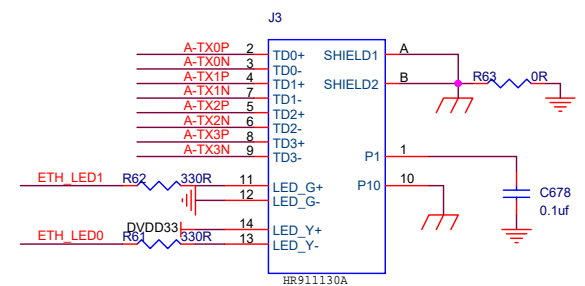 J3
A-TX0P 2 TD0+ SHIELD1 A
A-TX0N 3 TD0-
A-TX1P 4 TD1+ SHIELD2 B R63 0R
A-TX1N 7 TD1-
A-TX2P 5 TD2+
A-TX2N 6 TD2-
A-TX3P 8 TD3+
A-TX3N 9 TD3- P1 1
ETH_LED1 R62 330R 11 LED_G+ P10 10
12 LED_G- C678
0.1uf
DVDD33 14 LED_Y+
ETH_LED0 R61 330R 13 LED_Y-
HR911130A